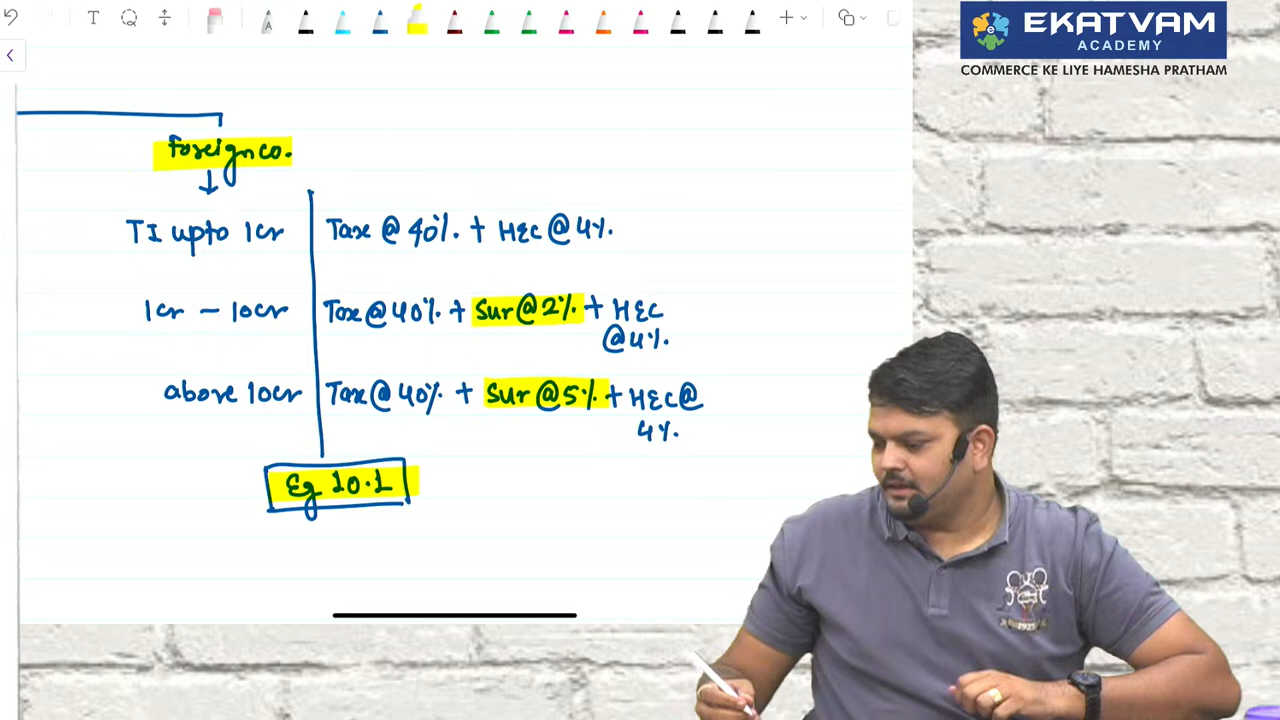 EKATVAM
ACADEMY
COMMERCE KE LIYE HAMESHA PRATHAM
Foreign co.
TI upto 1cr Tax @ 40% + HEC @ 4%.
1cr - 10cr Tax @ 40% + Sur @ 2% + HEC
@ 4%.
above 10cr Tax @ 40% + Sur @ 5% + HEC @
4%.
Eg 10.1